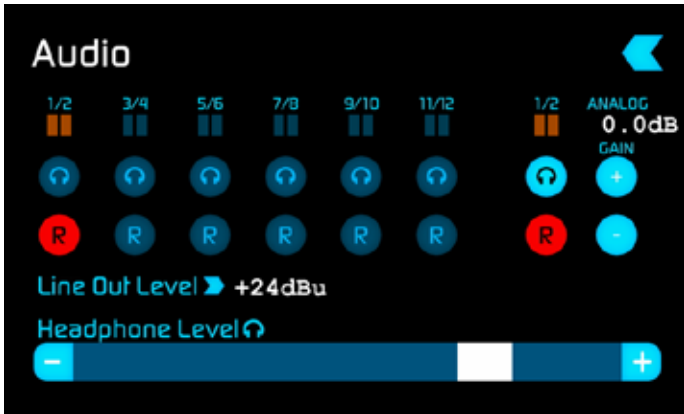 Audio
1/2 3/4 5/6 7/8 9/10 11/12 1/2 ANALOG
0.0dB
GAIN
+
R R R R R R R -
Line Out Level +24dBu
Headphone Level
- +